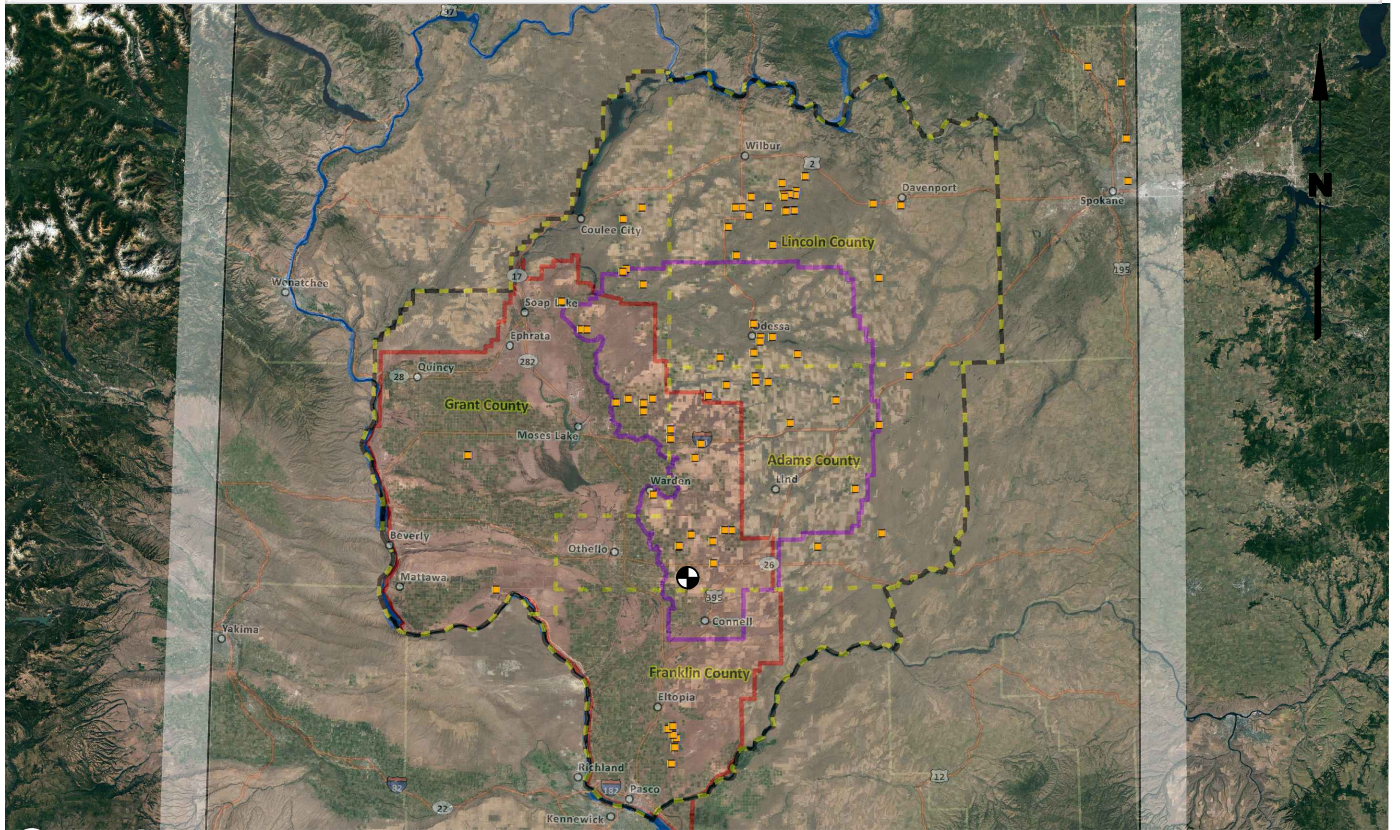 97
Wilbur
2
Davenport
N
Spokane
Coulee City
Lincoln County
195
17
Wenatchee
Soap Lake
Odessa
Ephrata
282
28
Quincy
Grant County
Moses Lake
Adams County
Warden
Lind
Beverly
Othello
26
Mattawa
395
Connell
Yakima
Franklin County
Eltopia
Richland
12
82
182
Pasco
22
Kennewick